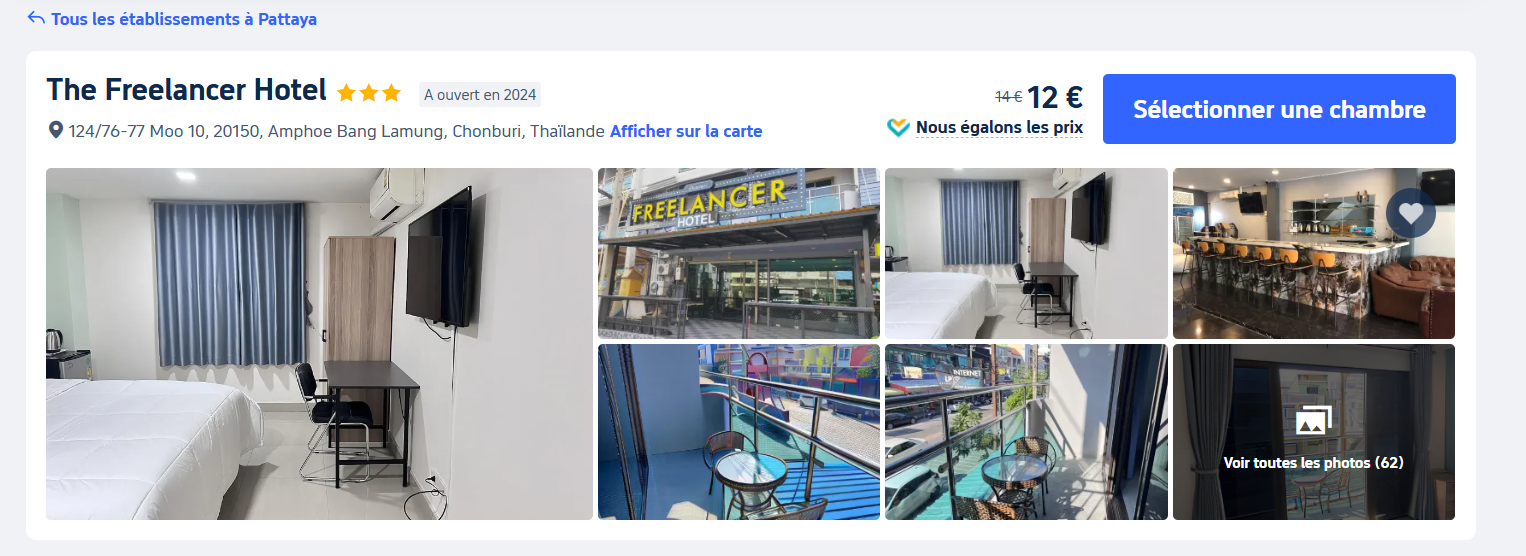 Tous les établissements à Pattaya
The Freelancer Hotel
A ouvert en 2024
14 € 12 €
Sélectionner une chambre
124/76-77 Moo 10, 20150, Amphoe Bang Lamung, Chonburi, Thaïlande Afficher sur la carte
Nous égalons les prix
FREELANCER
HOTEL
INTERNET
Voir toutes les photos (62)